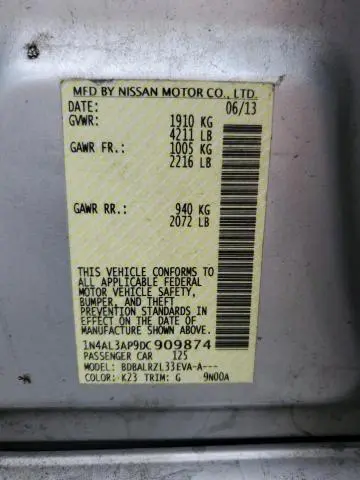 MFD BY NISSAN MOTOR CO., LTD.
DATE: 06/13
GVWR: 1910 KG
4211 LB
GAWR FR.: 1005 KG
2216 LB
GAWR RR.: 940 KG
2072 LB
THIS VEHICLE CONFORMS TO
ALL APPLICABLE FEDERAL
MOTOR VEHICLE SAFETY,
BUMPER, AND THEFT
PREVENTION STANDARDS
IN EFFECT ON THE DATE OF
MANUFACTURE SHOWN ABOVE.
1N4AL3AP9DC909874
PASSENGER CAR 125
MODEL: BDBALRZL33EVA-A---
COLOR: K23 TRIM: G 9N00A